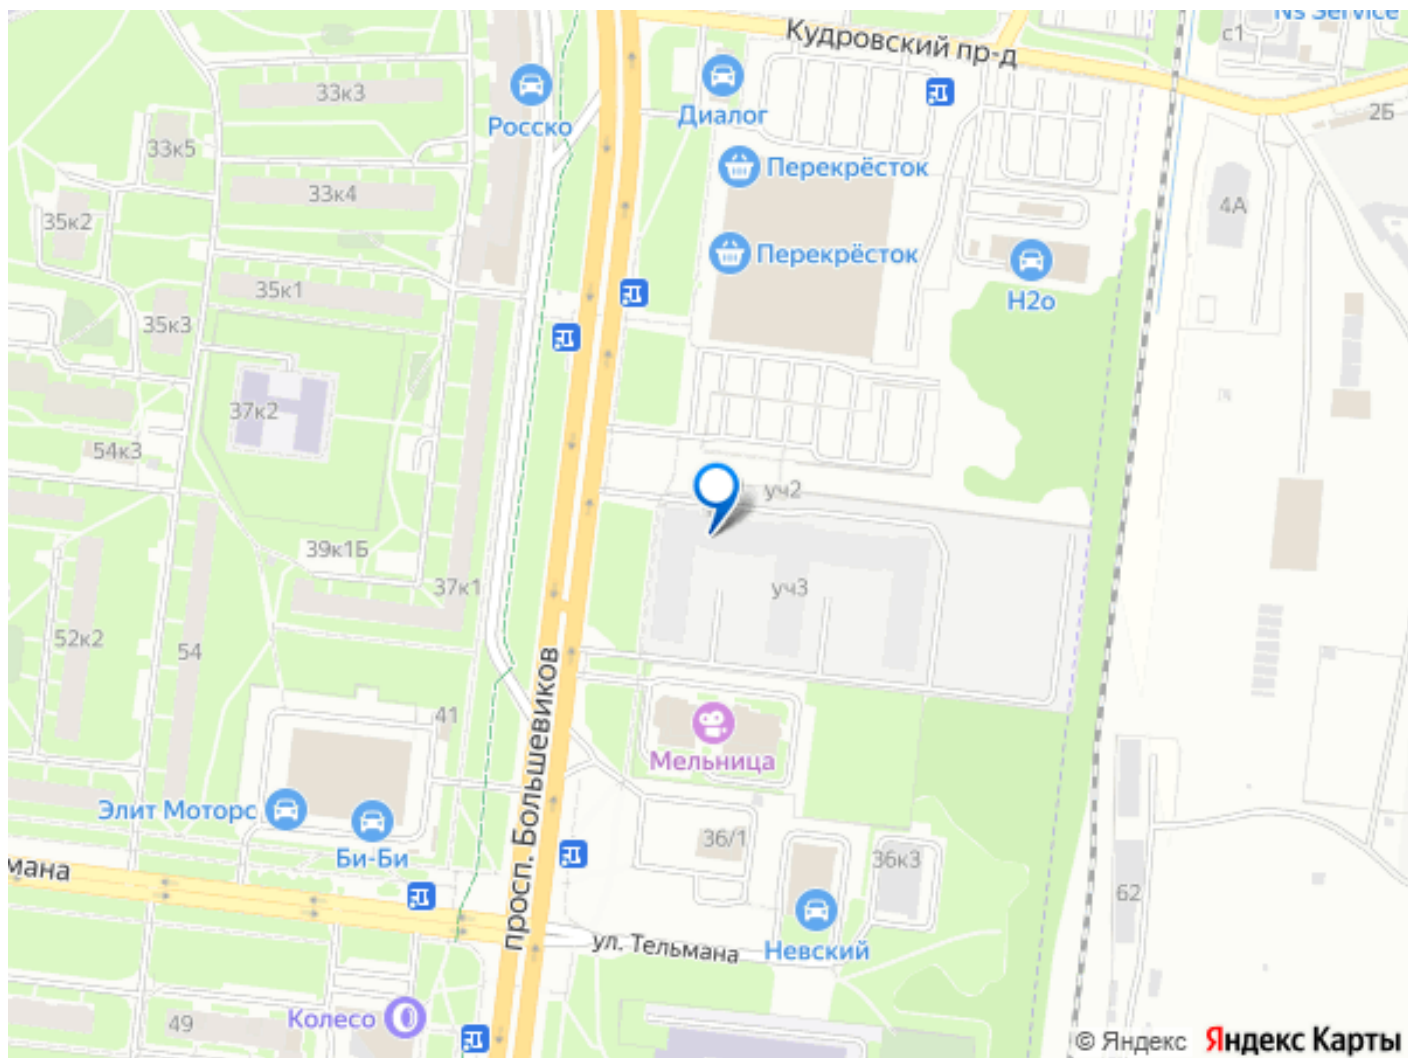 Ns Service
с1
Кудровский пр-д
33к3
Росско
Диалог
2Б
33к5
Перекрёсток
33к4
35к2
4А
Перекрёсток
35к1
Н2о
35к3
37к2
54к3
уч2
39к1Б
37к1
уч3
52к2
54
просп. Большевиков
41
Мельница
Элит Моторс
Би-Би
36/1
36к3
мана
62
Невский
ул. Тельмана
Колесо
49
© Яндекс
Яндекс Карты